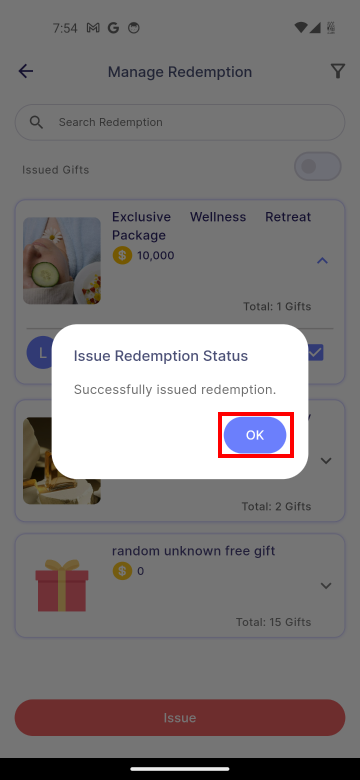 7:54
Manage Redemption
Search Redemption
Issued Gifts
Exclusive Wellness Retreat
Package
10,000
Total: 1 Gifts
L
Issue Redemption Status
Successfully issued redemption.
OK
Total: 2 Gifts
random unknown free gift
0
Total: 15 Gifts
Issue